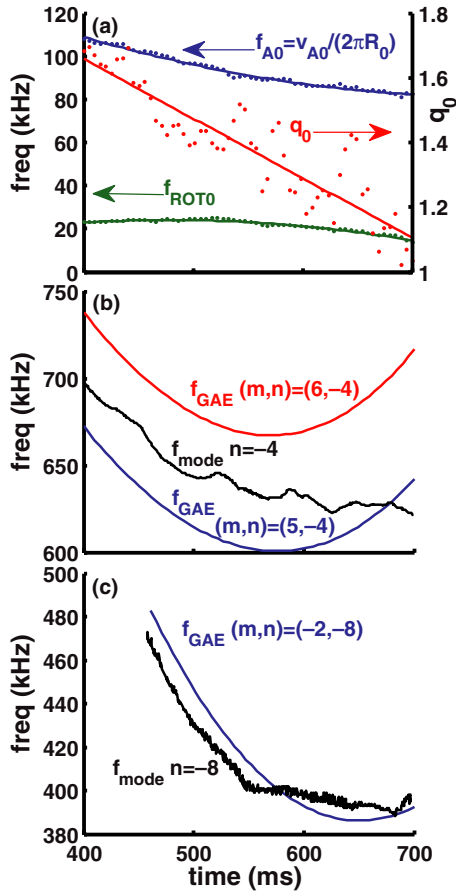 (a)
120
100
80
60
40
20
0
freq (kHz)
f_A0=v_A0/(2πR_0)
q_0
f_ROT0
1.8
1.6
1.4
1.2
1
q_0
(b)
750
700
650
600
freq (kHz)
f_GAE (m,n)=(6,−4)
f_mode n=−4
f_GAE
(m,n)=(5,−4)
(c)
500
480
460
440
420
400
380
freq (kHz)
f_GAE (m,n)=(−2,−8)
f_mode n=−8
400 500 600 700
time (ms)